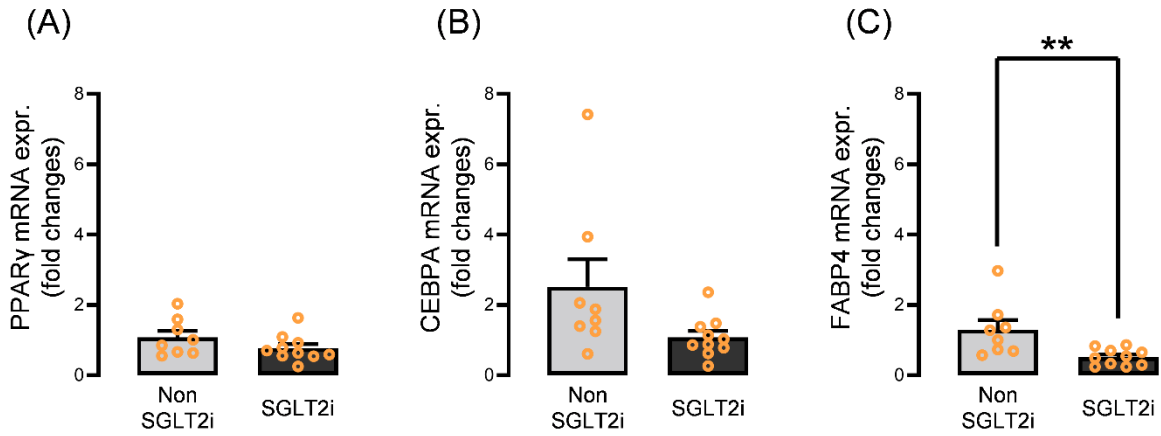 (A)
PPARγ mRNA expr.
(fold changes)
8
6
4
2
0
Non
SGLT2i
SGLT2i
(B)
CEBPA mRNA expr.
(fold changes)
8
6
4
2
0
Non
SGLT2i
SGLT2i
(C)
**
FABP4 mRNA expr.
(fold changes)
8
6
4
2
0
Non
SGLT2i
SGLT2i